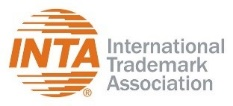 INTA®
International
Trademark
Association